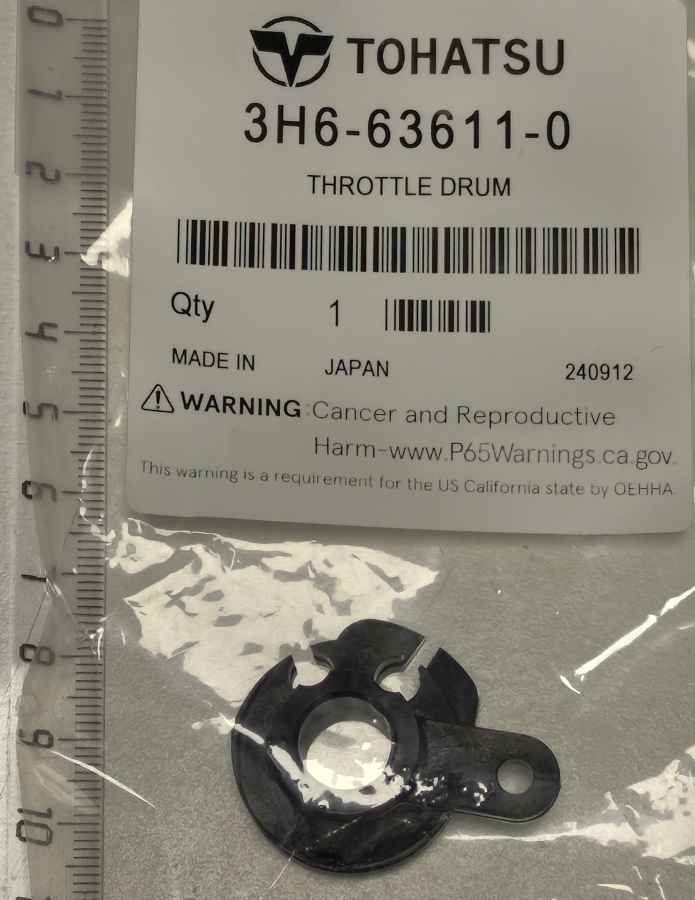 TOHATSU
3H6-63611-0
THROTTLE DRUM
Qty 1
MADE IN JAPAN 240912
WARNING: Cancer and Reproductive
Harm-www.P65Warnings.ca.gov.
This warning is a requirement for the US California state by OEHHA.
0
1
2
3
4
5
6
7
8
9
10